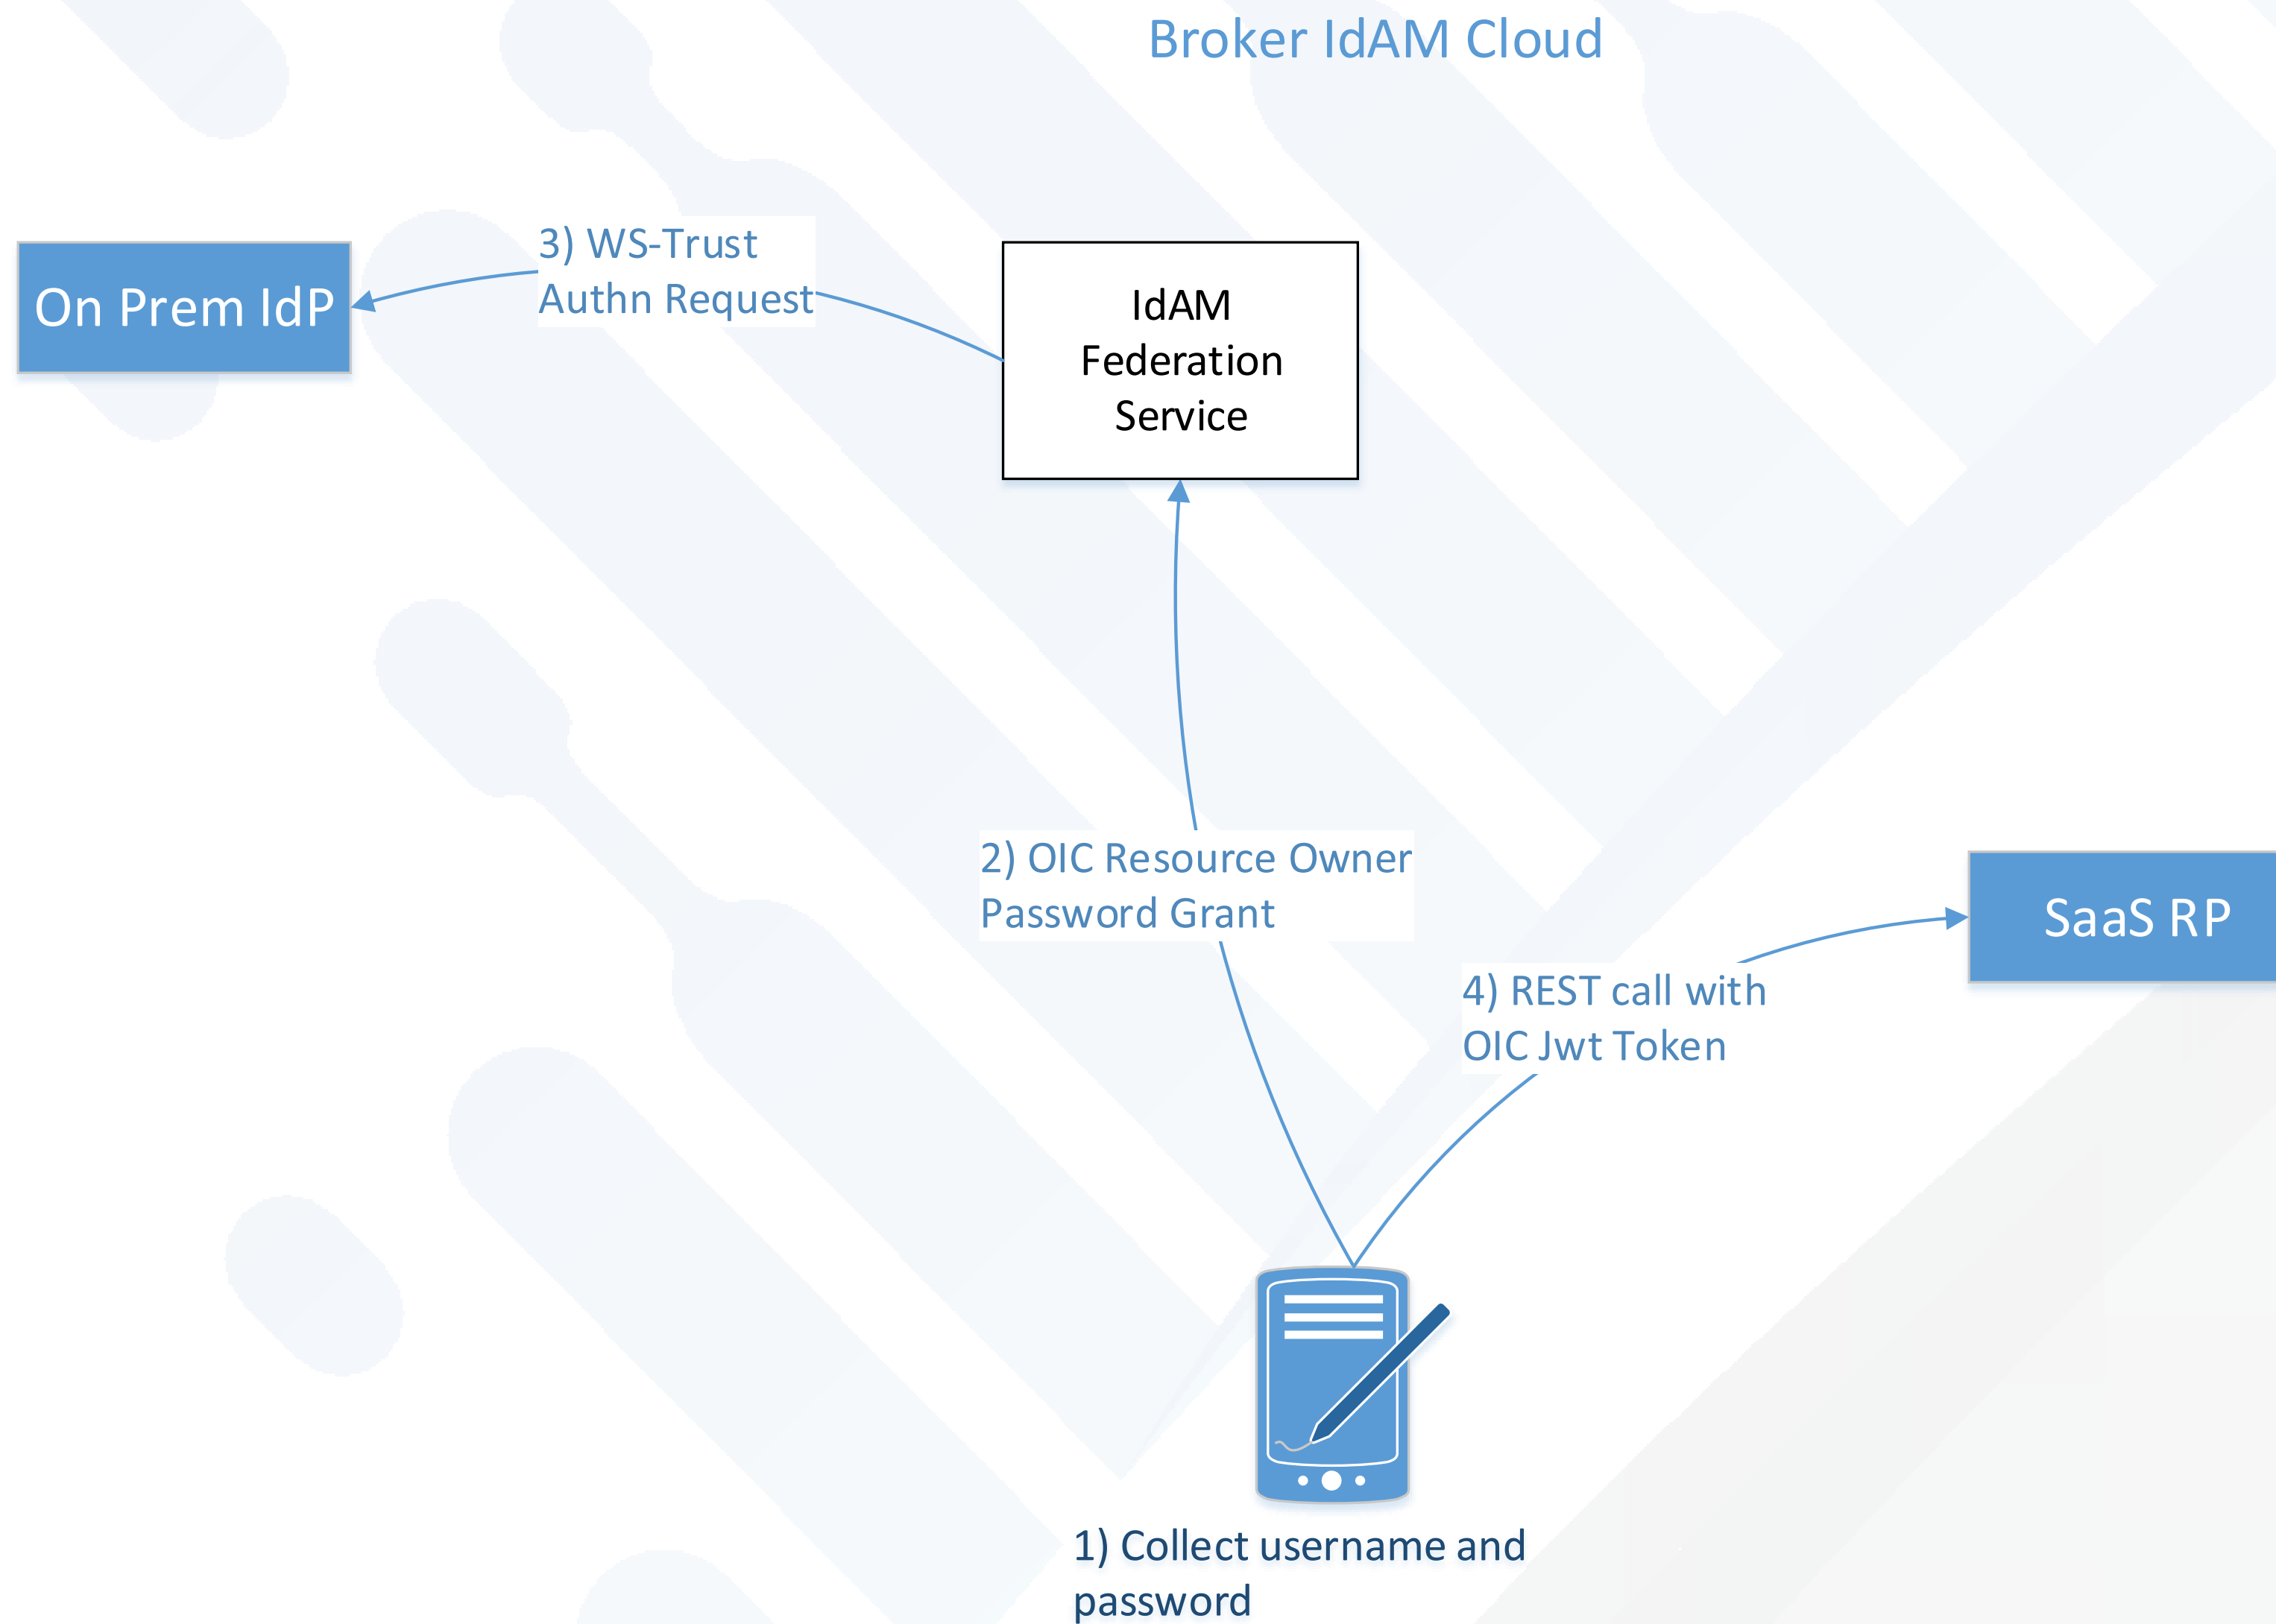 Broker IdAM Cloud
3) WS-Trust
Authn Request
On Prem IdP
IdAM
Federation
Service
2) OIC Resource Owner
Password Grant
SaaS RP
4) REST call with
OIC Jwt Token
1) Collect username and
password